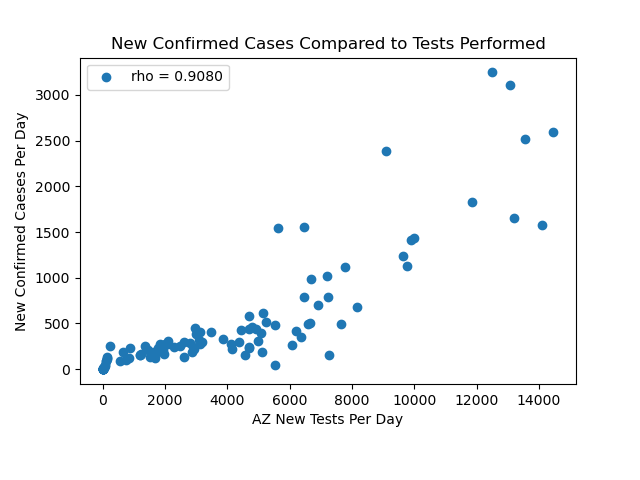 New Confirmed Cases Compared to Tests Performed
rho = 0.9080
3000
2500
2000
1500
1000
500
0
New Confirmed Caeses Per Day
0 2000 4000 6000 8000 10000 12000 14000
AZ New Tests Per Day